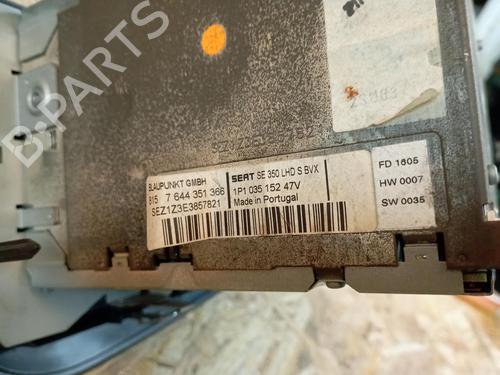 B-PARTS
BLAUPUNKT GMBH
815 7 644 351 366
SEZ1Z3E3857821
SEAT SE 350 LHD S BVX
1P1 035 152 47V
Made in Portugal
FD 1605
HW 0007
SW 0035